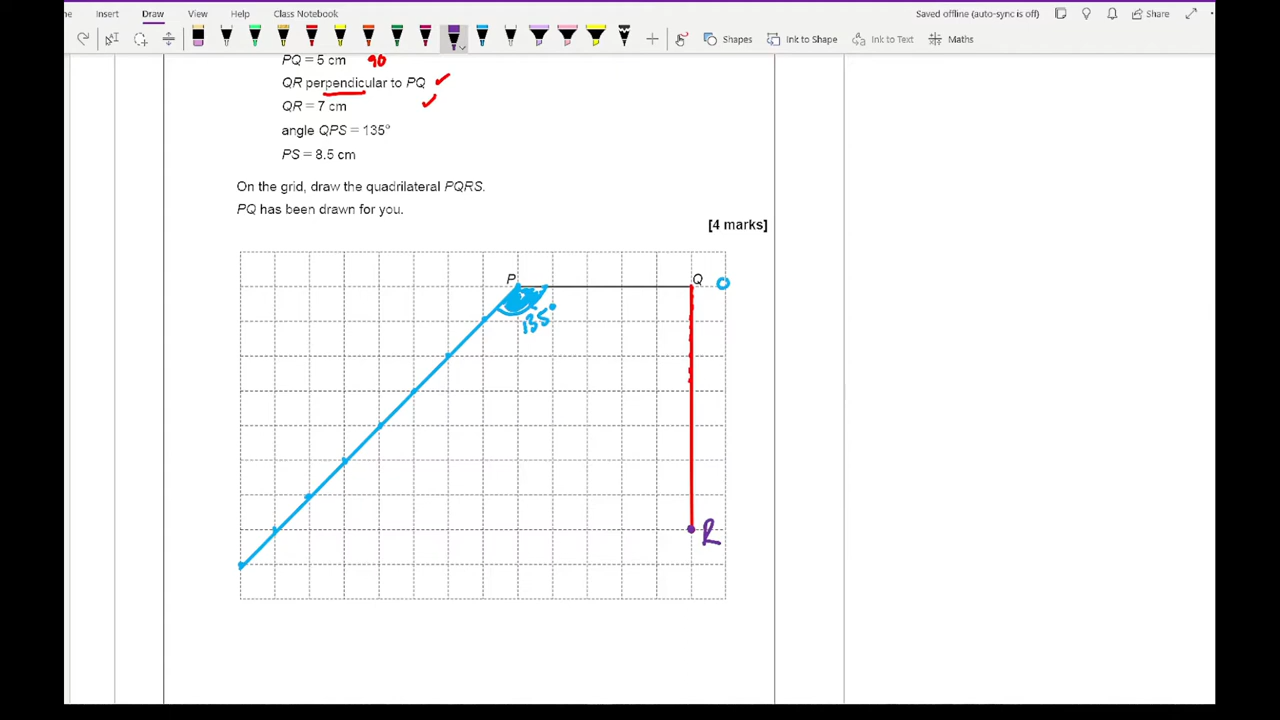 me Insert Draw View Help Class Notebook Saved offline (auto-sync is off) Share
Shapes Ink to Shape Ink to Text Maths
PQ = 5 cm 90
QR perpendicular to PQ
QR = 7 cm
angle QPS = 135°
PS = 8.5 cm
On the grid, draw the quadrilateral PQRS.
PQ has been drawn for you.
[4 marks]
P Q
135°
R